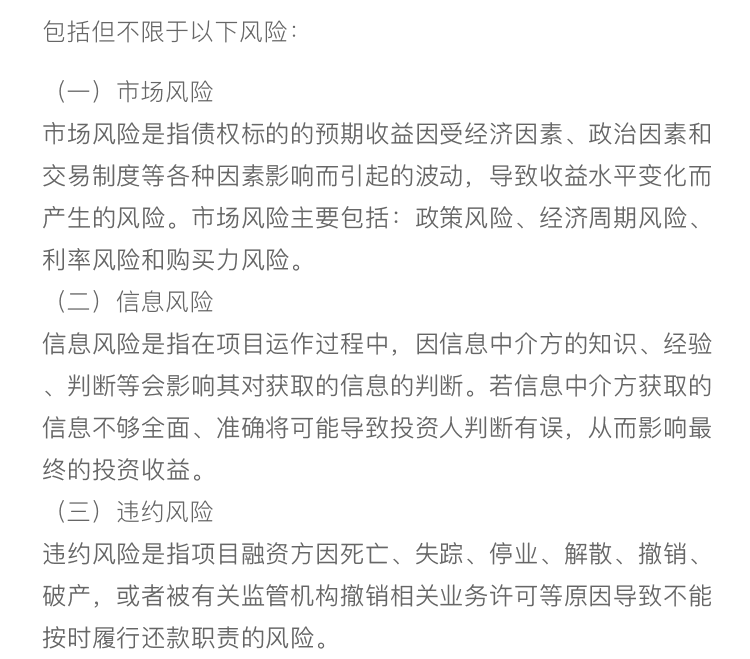 包括但不限于以下风险：
（一）市场风险
市场风险是指债权标的的预期收益因受经济因素、政治因素和
交易制度等各种因素影响而引起的波动，导致收益水平变化而
产生的风险。市场风险主要包括：政策风险、经济周期风险、
利率风险和购买力风险。
（二）信息风险
信息风险是指在项目运作过程中，因信息中介方的知识、经验
、判断等会影响其对获取的信息的判断。若信息中介方获取的
信息不够全面、准确将可能导致投资人判断有误，从而影响最
终的投资收益。
（三）违约风险
违约风险是指项目融资方因死亡、失踪、停业、解散、撤销、
破产，或者被有关监管机构撤销相关业务许可等原因导致不能
按时履行还款职责的风险。